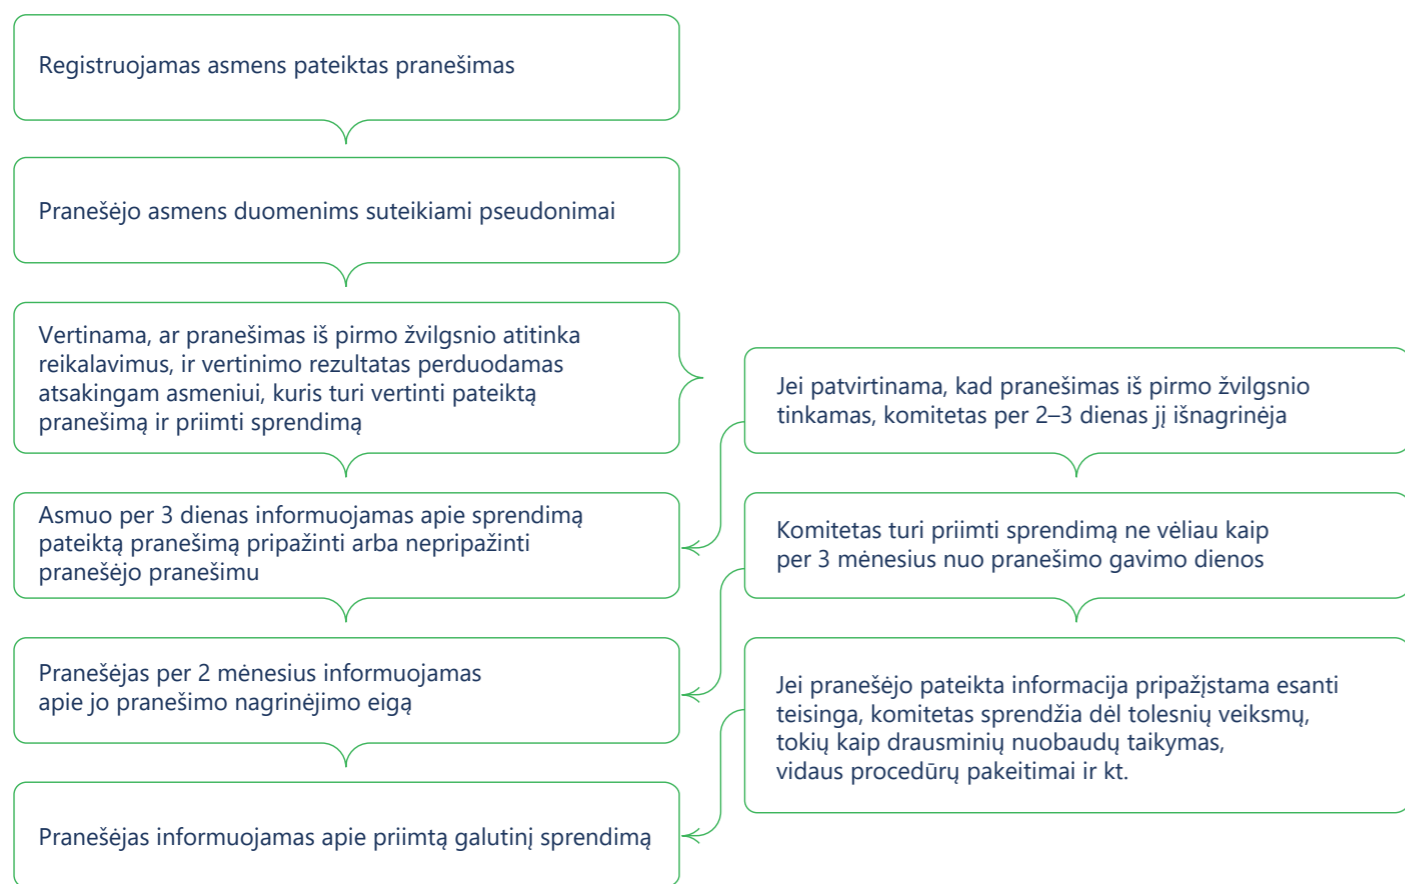 Registruojamas asmens pateiktas pranešimas
Pranešėjo asmens duomenims suteikiami pseudonimai
Vertinama, ar pranešimas iš pirmo žvilgsnio atitinka
reikalavimus, ir vertinimo rezultatas perduodamas
atsakingam asmeniui, kuris turi vertinti pateiktą
pranešimą ir priimti sprendimą
Jei patvirtinama, kad pranešimas iš pirmo žvilgsnio
tinkamas, komitetas per 2–3 dienas jį išnagrinėja
Asmuo per 3 dienas informuojamas apie sprendimą
pateiktą pranešimą pripažinti arba nepripažinti
pranešėjo pranešimu
Komitetas turi priimti sprendimą ne vėliau kaip
per 3 mėnesius nuo pranešimo gavimo dienos
Pranešėjas per 2 mėnesius informuojamas
apie jo pranešimo nagrinėjimo eigą
Jei pranešėjo pateikta informacija pripažįstama esanti
teisinga, komitetas sprendžia dėl tolesnių veiksmų,
tokių kaip drausminių nuobaudų taikymas,
vidaus procedūrų pakeitimai ir kt.
Pranešėjas informuojamas apie priimtą galutinį sprendimą